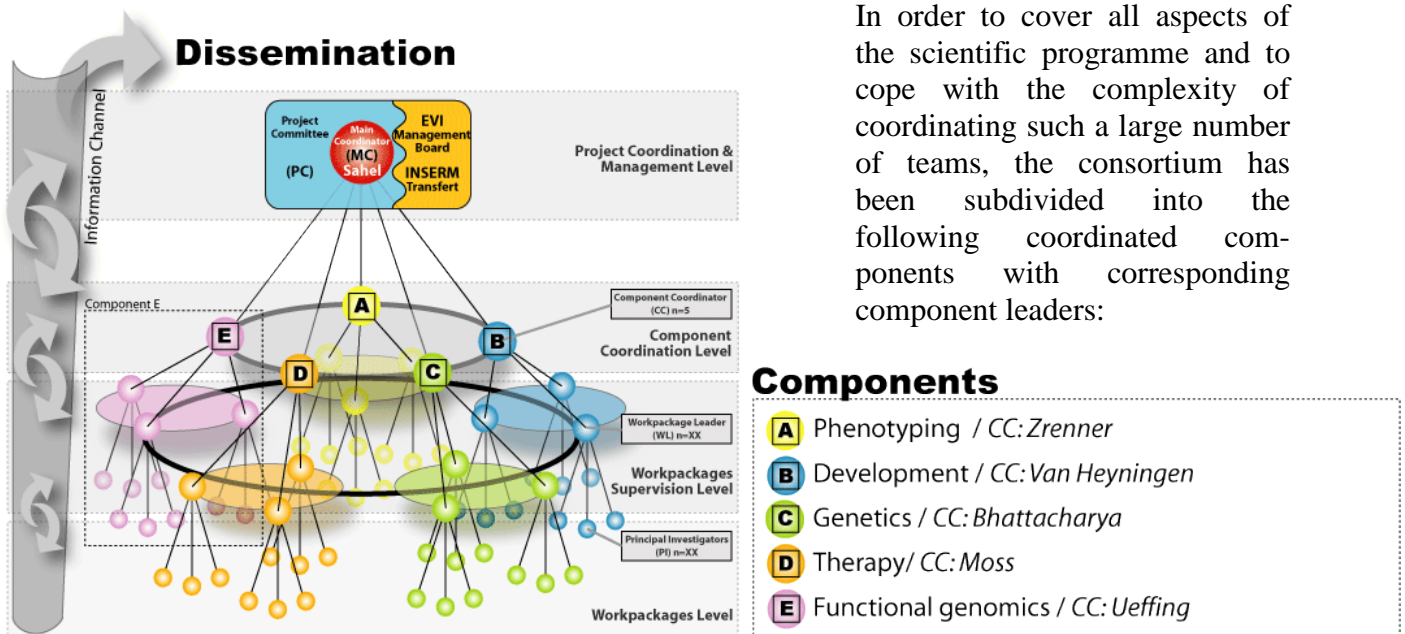 Dissemination
Information Channel
Project
Committee
(PC)
Main
Coordinator
(MC)
Sahel
EVI
Management
Board
INSERM
Transfert
Project Coordination &
Management Level
Component E
A
E
B
D
C
Component Coordinator
(CC) n=5
Component
Coordination Level
Workpackage Leader
(WL) n=XX
Workpackages
Supervision Level
Principal Investigators
(PI) n=XX
Workpackages Level
In order to cover all aspects of
the scientific programme and to
cope with the complexity of
coordinating such a large number
of teams, the consortium has
been subdivided into the
following coordinated com-
ponents with corresponding
component leaders:
Components
A Phenotyping / CC: Zrenner
B Development / CC: Van Heyningen
C Genetics / CC: Bhattacharya
D Therapy/ CC: Moss
E Functional genomics / CC: Ueffing